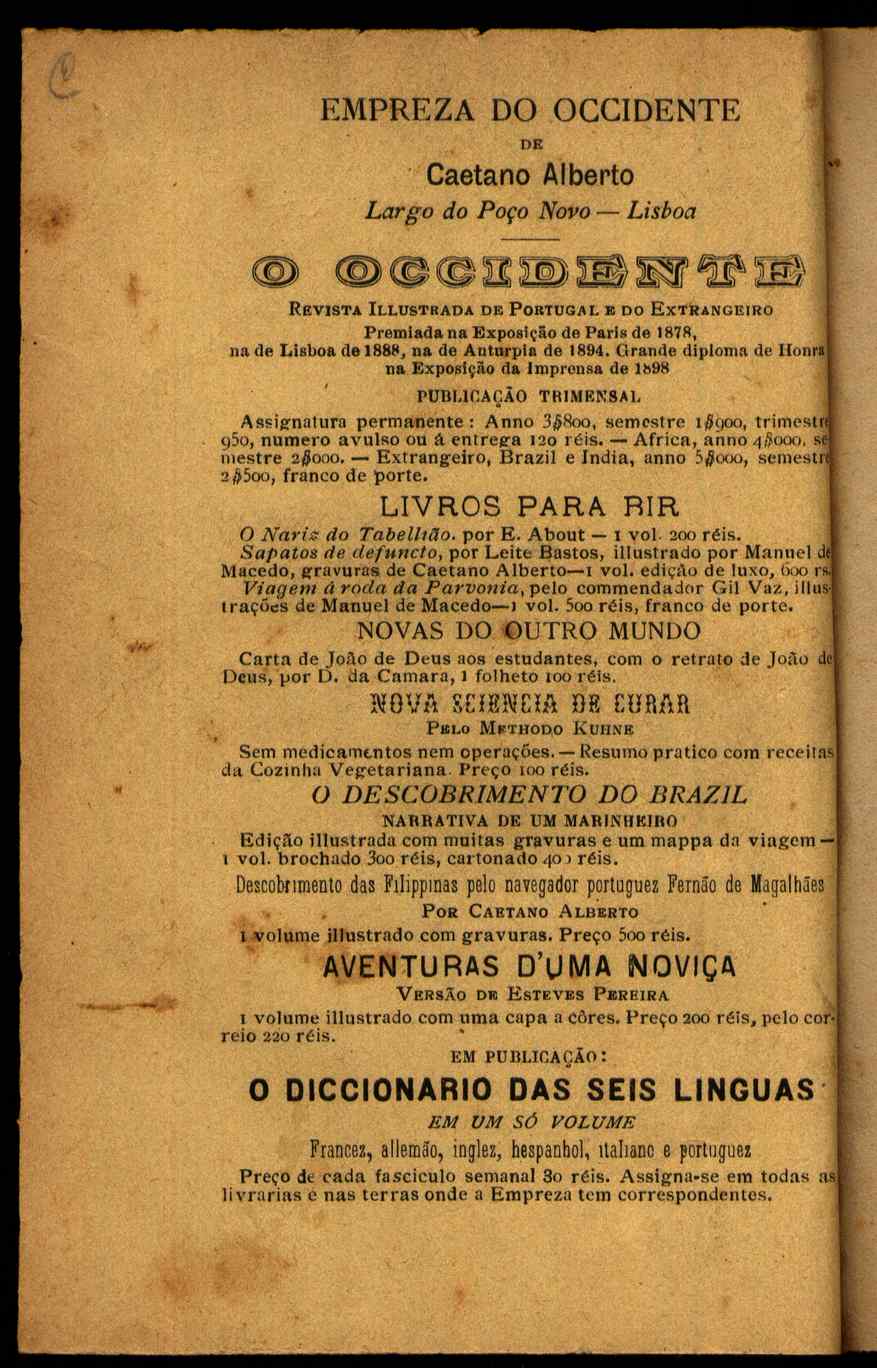 EMPREZA DO OCCIDENTE
DE
Caetano Alberto
Largo do Poço Novo — Lisboa
O OCCIDENTE
REVISTA ILLUSTRADA DE PORTUGAL E DO EXTRANGEIRO
Premiada na Exposição de Paris de 1878,
na de Lisboa de 1888, na de Anturpia de 1894. Grande diploma de Honra
na Exposição da Imprensa de 1898
PUBLICAÇÃO TRIMENSAL
Assignatura permanente : Anno 3$800, semestre 1$900, trimestre
950, numero avulso ou á entrega 120 réis. — Africa, anno 4$000, se-
mestre 2$000. — Extrangeiro, Brazil e India, anno 5$000, semestre
2$500, franco de porte.
LIVROS PARA RIR
O Nariz do Tabellião. por E. About — 1 vol. 200 réis.
Sapatos de defuncto, por Leite Bastos, illustrado por Manuel de
Macedo, gravuras de Caetano Alberto—1 vol. edição de luxo, 600 rs.
Viagem á roda da Parvonia, pelo commendador Gil Vaz, illus-
trações de Manuel de Macedo—1 vol. 500 réis, franco de porte.
NOVAS DO OUTRO MUNDO
Carta de João de Deus aos estudantes, com o retrato de João de
Deus, por D. da Camara, 1 folheto 100 réis.
NOVA SCIENCIA DE CURAR
PELO METHODO KUHNE
Sem medicamentos nem operações. — Resumo pratico com receitas
da Cozinha Vegetariana. Preço 100 réis.
O DESCOBRIMENTO DO BRAZIL
NARRATIVA DE UM MARINHEIRO
Edição illustrada com muitas gravuras e um mappa da viagem —
1 vol. brochado 300 réis, cartonado 400 réis.
Descobrimento das Filippinas pelo navegador portuguez Fernão de Magalhães
POR CAETANO ALBERTO
1 volume illustrado com gravuras. Preço 500 réis.
AVENTURAS D'UMA NOVIÇA
VERSÃO DE ESTEVES PEREIRA
1 volume illustrado com uma capa a côres. Preço 200 réis, pelo cor-
reio 220 réis.
EM PUBLICAÇÃO:
O DICCIONARIO DAS SEIS LINGUAS
EM UM SÓ VOLUME
Francez, allemão, inglez, hespanhol, italiano e portuguez
Preço de cada fasciculo semanal 30 réis. Assigna-se em todas as
livrarias e nas terras onde a Empreza tem correspondentes.